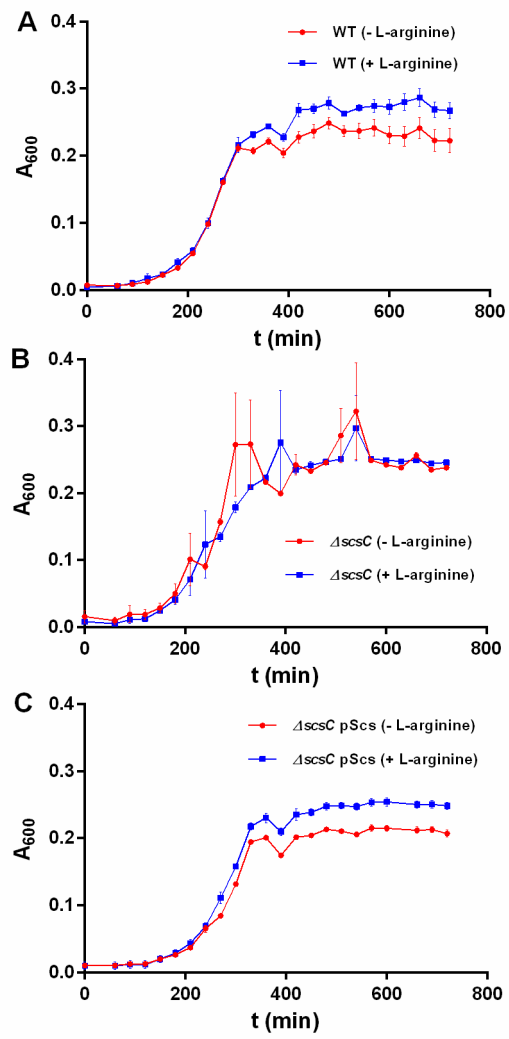 A
WT (- L-arginine)
WT (+ L-arginine)
0.4
0.3
0.2
0.1
0.0
A600
0
200
400
600
800
t (min)
B
0.4
0.3
0.2
0.1
0.0
A600
ΔscsC (- L-arginine)
ΔscsC (+ L-arginine)
0
200
400
600
800
t (min)
C
0.4
0.3
0.2
0.1
0.0
A600
ΔscsC pScs (- L-arginine)
ΔscsC pScs (+ L-arginine)
0
200
400
600
800
t (min)